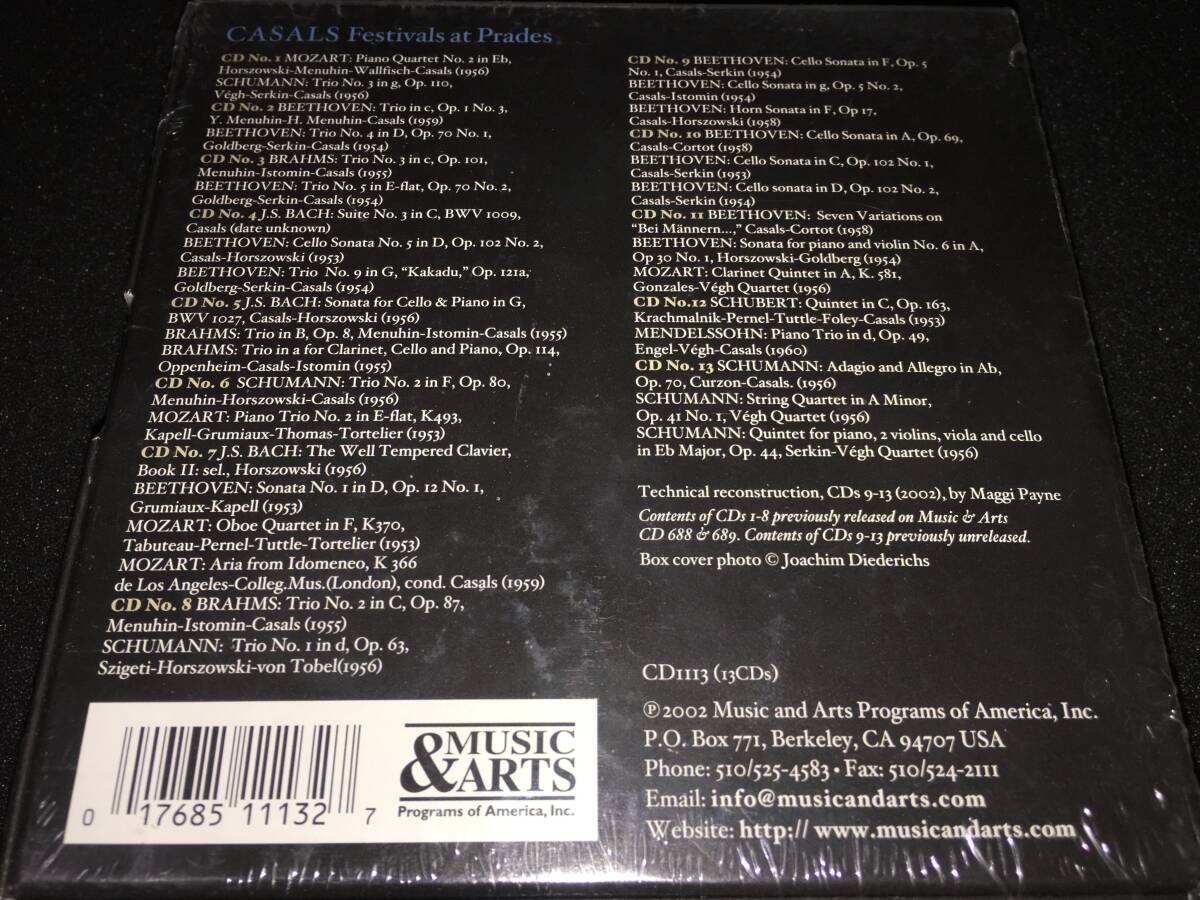 CASALS Festivals at Prades
CD No. 1 MOZART: Piano Quartet No. 2 in Eb,
Horszowski-Menuhin-Wallfisch-Casals (1956)
SCHUMANN: Trio No. 3 in g, Op. 110,
Végh-Serkin-Casals (1956)
CD No. 2 BEETHOVEN: Trio in c, Op. 1 No. 3,
Y. Menuhin-H. Menuhin-Casals (1959)
BEETHOVEN: Trio No. 4 in D, Op. 70 No. 1,
Goldberg-Serkin-Casals (1954)
CD No. 3 BRAHMS: Trio No. 3 in c, Op. 101,
Menuhin-Istomin-Casals (1955)
BEETHOVEN: Trio No. 5 in E-flat, Op. 70 No. 2,
Goldberg-Serkin-Casals (1954)
CD No. 4 J.S. BACH: Suite No. 3 in C, BWV 1009,
Casals (date unknown)
BEETHOVEN: Cello Sonata No. 5 in D, Op. 102 No. 2,
Casals-Horszowski (1953)
BEETHOVEN: Trio No. 9 in G, “Kakadu,” Op. 121a,
Goldberg-Serkin-Casals (1954)
CD No. 5 J.S. BACH: Sonata for Cello & Piano in G,
BWV 1027, Casals-Horszowski (1956)
BRAHMS: Trio in B, Op. 8, Menuhin-Istomin-Casals (1955)
BRAHMS: Trio in a for Clarinet, Cello and Piano, Op. 114,
Oppenheim-Casals-Istomin (1955)
CD No. 6 SCHUMANN: Trio No. 2 in F, Op. 80,
Menuhin-Horszowski-Casals (1956)
MOZART: Piano Trio No. 2 in E-flat, K493,
Kapell-Grumiaux-Thomas-Tortelier (1953)
CD No. 7 J.S. BACH: The Well Tempered Clavier,
Book II: sel., Horszowski (1956)
BEETHOVEN: Sonata No. 1 in D, Op. 12 No. 1,
Grumiaux-Kapell (1953)
MOZART: Oboe Quartet in F, K370,
Tabuteau-Pernel-Tuttle-Tortelier (1953)
MOZART: Aria from Idomeneo, K 366
de Los Angeles-Colleg.Mus.(London), cond. Casals (1959)
CD No. 8 BRAHMS: Trio No. 2 in C, Op. 87,
Menuhin-Istomin-Casals (1955)
SCHUMANN: Trio No. 1 in d, Op. 63,
Szigeti-Horszowski-von Tobel(1956)
CD No. 9 BEETHOVEN: Cello Sonata in F, Op. 5
No. 1, Casals-Serkin (1954)
BEETHOVEN: Cello Sonata in g, Op. 5 No. 2,
Casals-Istomin (1954)
BEETHOVEN: Horn Sonata in F, Op 17,
Casals-Horszowski (1958)
CD No. 10 BEETHOVEN: Cello Sonata in A, Op. 69,
Casals-Cortot (1958)
BEETHOVEN: Cello Sonata in C, Op. 102 No. 1,
Casals-Serkin (1953)
BEETHOVEN: Cello sonata in D, Op. 102 No. 2,
Casals-Serkin (1954)
CD No. 11 BEETHOVEN: Seven Variations on
“Bei Männern...,” Casals-Cortot (1958)
BEETHOVEN: Sonata for piano and violin No. 6 in A,
Op 30 No. 1, Horszowski-Goldberg (1954)
MOZART: Clarinet Quintet in A, K. 581,
Gonzales-Végh Quartet (1956)
CD No.12 SCHUBERT: Quintet in C, Op. 163,
Krachmalnik-Pernel-Tuttle-Foley-Casals (1953)
MENDELSSOHN: Piano Trio in d, Op. 49,
Engel-Végh-Casals (1960)
CD No. 13 SCHUMANN: Adagio and Allegro in Ab,
Op. 70, Curzon-Casals. (1956)
SCHUMANN: String Quartet in A Minor,
Op. 41 No. 1, Végh Quartet (1956)
SCHUMANN: Quintet for piano, 2 violins, viola and cello
in Eb Major, Op. 44, Serkin-Végh Quartet (1956)
Technical reconstruction, CDs 9-13 (2002), by Maggi Payne
Contents of CDs 1-8 previously released on Music & Arts
CD 688 & 689. Contents of CDs 9-13 previously unreleased.
Box cover photo © Joachim Diederichs
CD1113 (13CDs)
℗2002 Music and Arts Programs of America, Inc.
P.O. Box 771, Berkeley, CA 94707 USA
Phone: 510/525-4583 • Fax: 510/524-2111
Email: info@musicandarts.com
Website: http:// www.musicandarts.com
0 17685 11132 7
MUSIC
&ARTS
Programs of America, Inc.